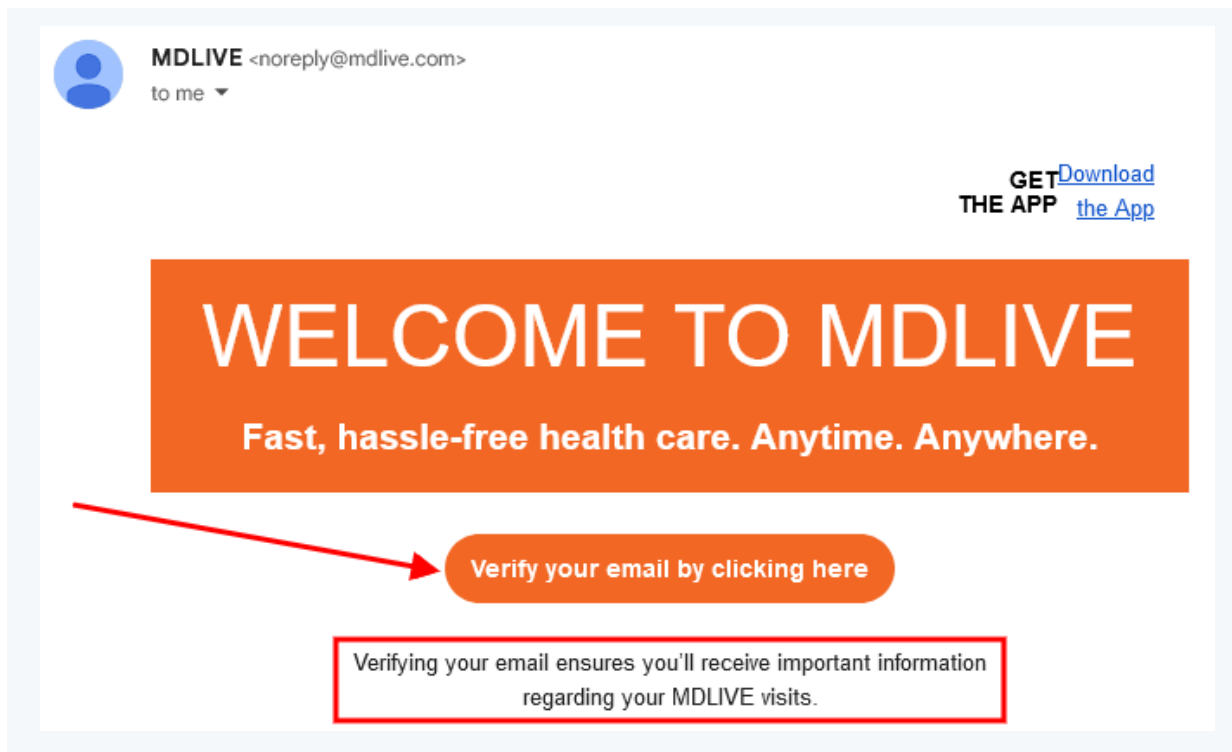 MDLIVE <noreply@mdlive.com>
to me
GET Download
THE APP the App
WELCOME TO MDLIVE
Fast, hassle-free health care. Anytime. Anywhere.
Verify your email by clicking here
Verifying your email ensures you'll receive important information
regarding your MDLIVE visits.